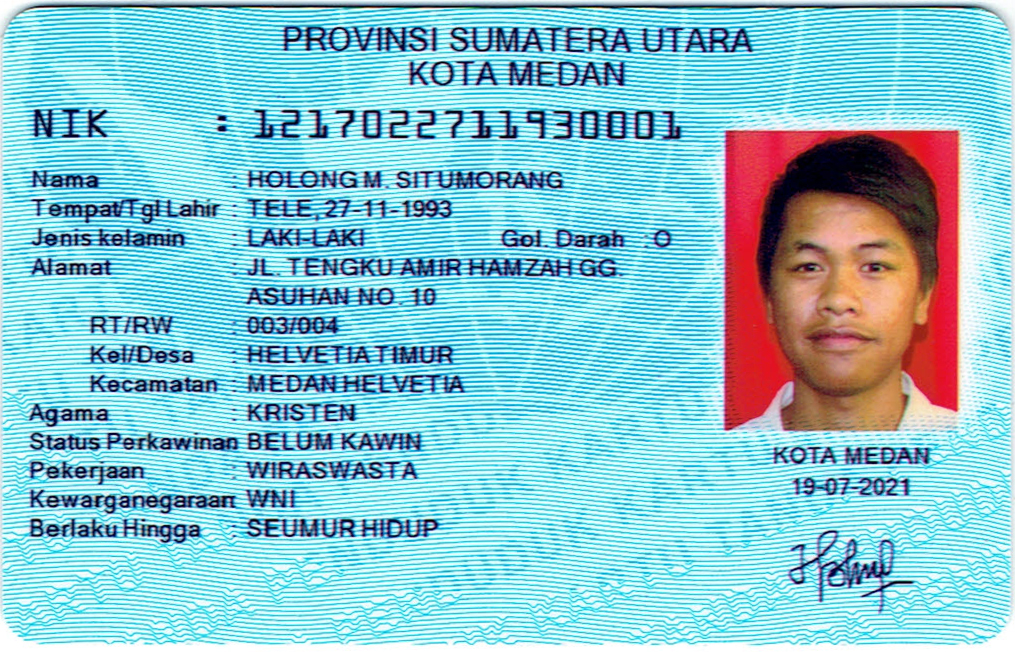 PROVINSI SUMATERA UTARA
KOTA MEDAN
NIK : 1217022711930001
Nama : HOLONG M. SITUMORANG
Tempat/Tgl Lahir : TELE, 27-11-1993
Jenis kelamin : LAKI-LAKI Gol. Darah : O
Alamat : JL. TENGKU AMIR HAMZAH GG.
ASUHAN NO. 10
RT/RW : 003/004
Kel/Desa : HELVETIA TIMUR
Kecamatan : MEDAN HELVETIA
Agama : KRISTEN
Status Perkawinan BELUM KAWIN
Pekerjaan : WIRASWASTA
Kewarganegaraan: WNI
Berlaku Hingga : SEUMUR HIDUP
KOTA MEDAN
19-07-2021